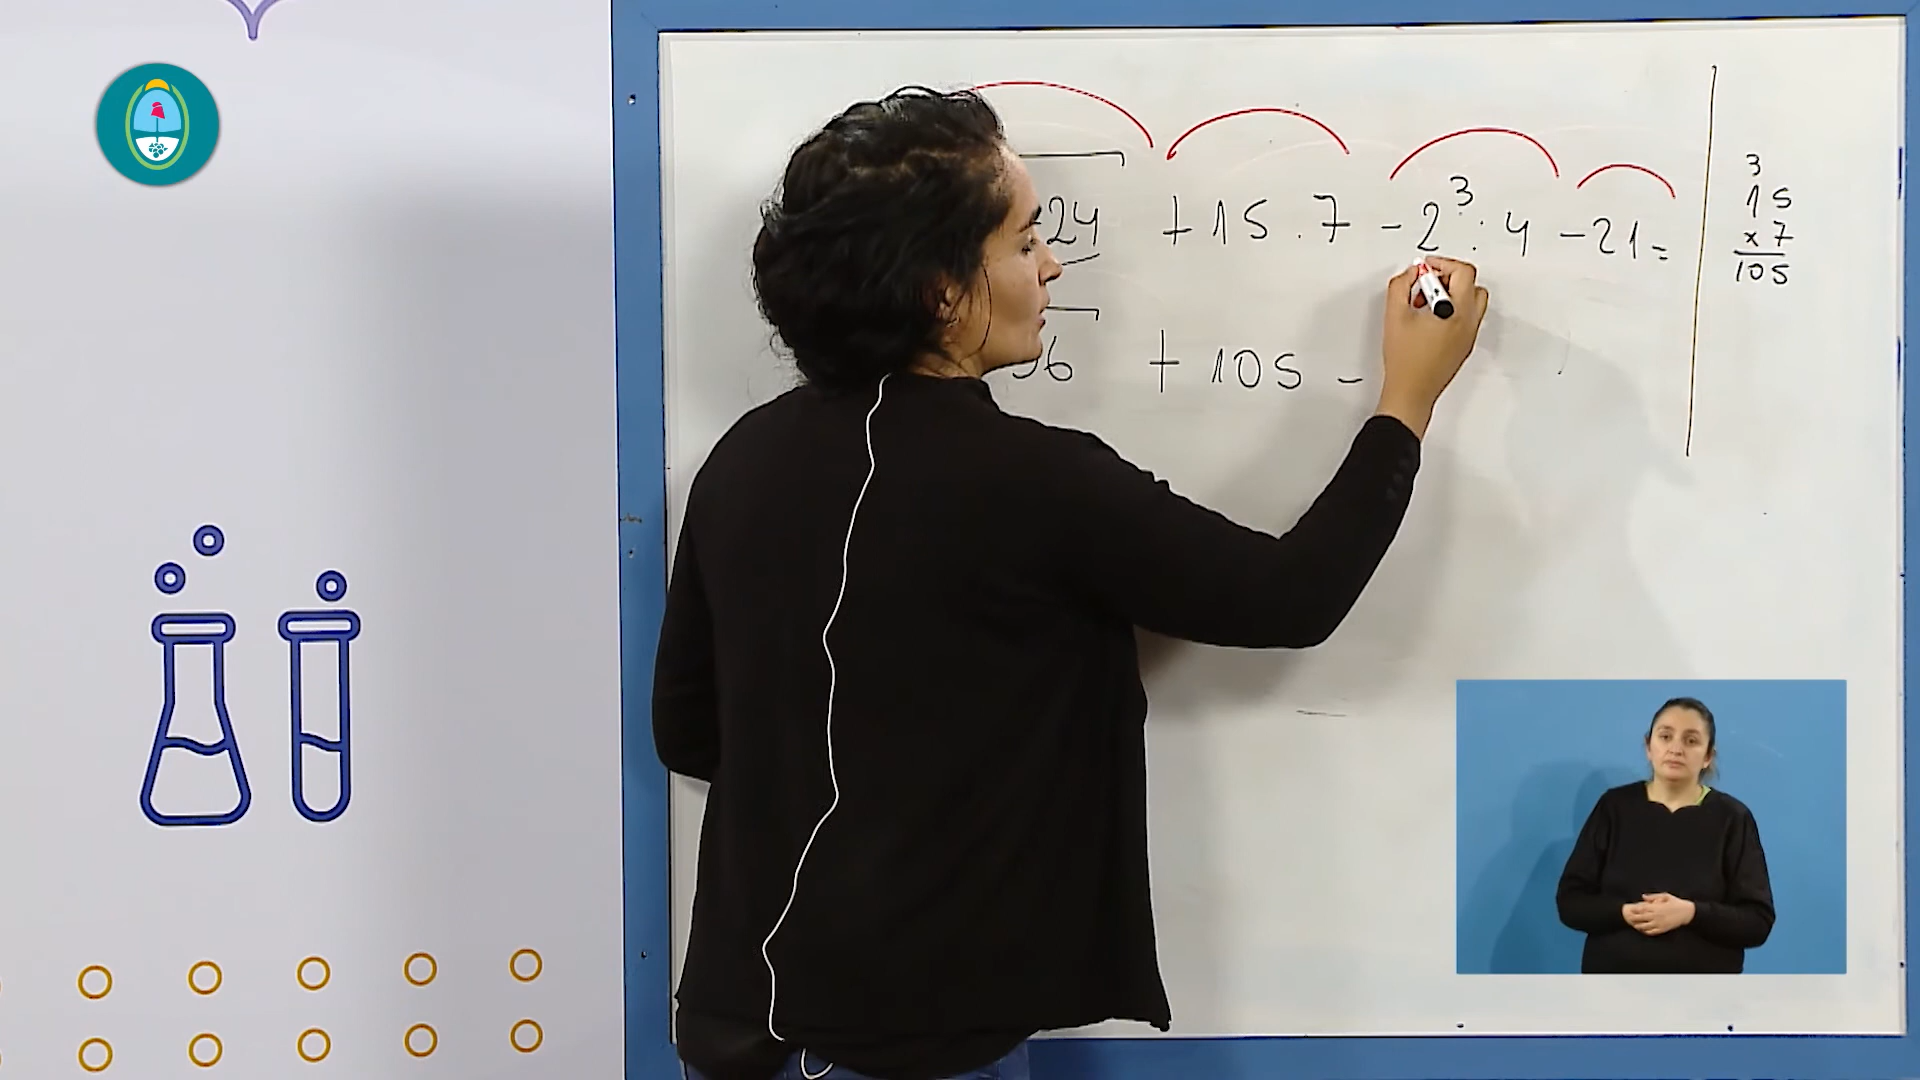 24 + 15 . 7 - 2³ : 4 - 21 =
6 + 105 -
3
15
x 7
105